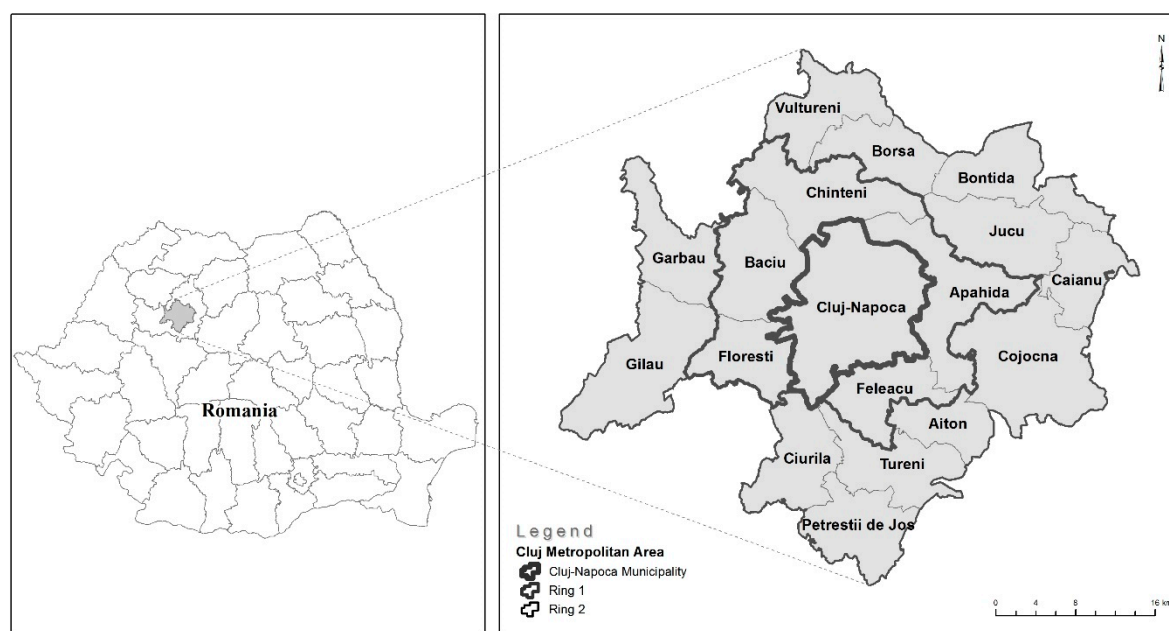 Romania
N
Vultureni
Borsa
Bontida
Chinteni
Jucu
Garbau
Baciu
Caianu
Apahida
Cluj-Napoca
Cojocna
Gilau
Floresti
Feleacu
Aiton
Ciurila
Tureni
Petrestii de Jos
Legend
Cluj Metropolitan Area
Cluj-Napoca Municipality
Ring 1
Ring 2
0 4 8 16 km